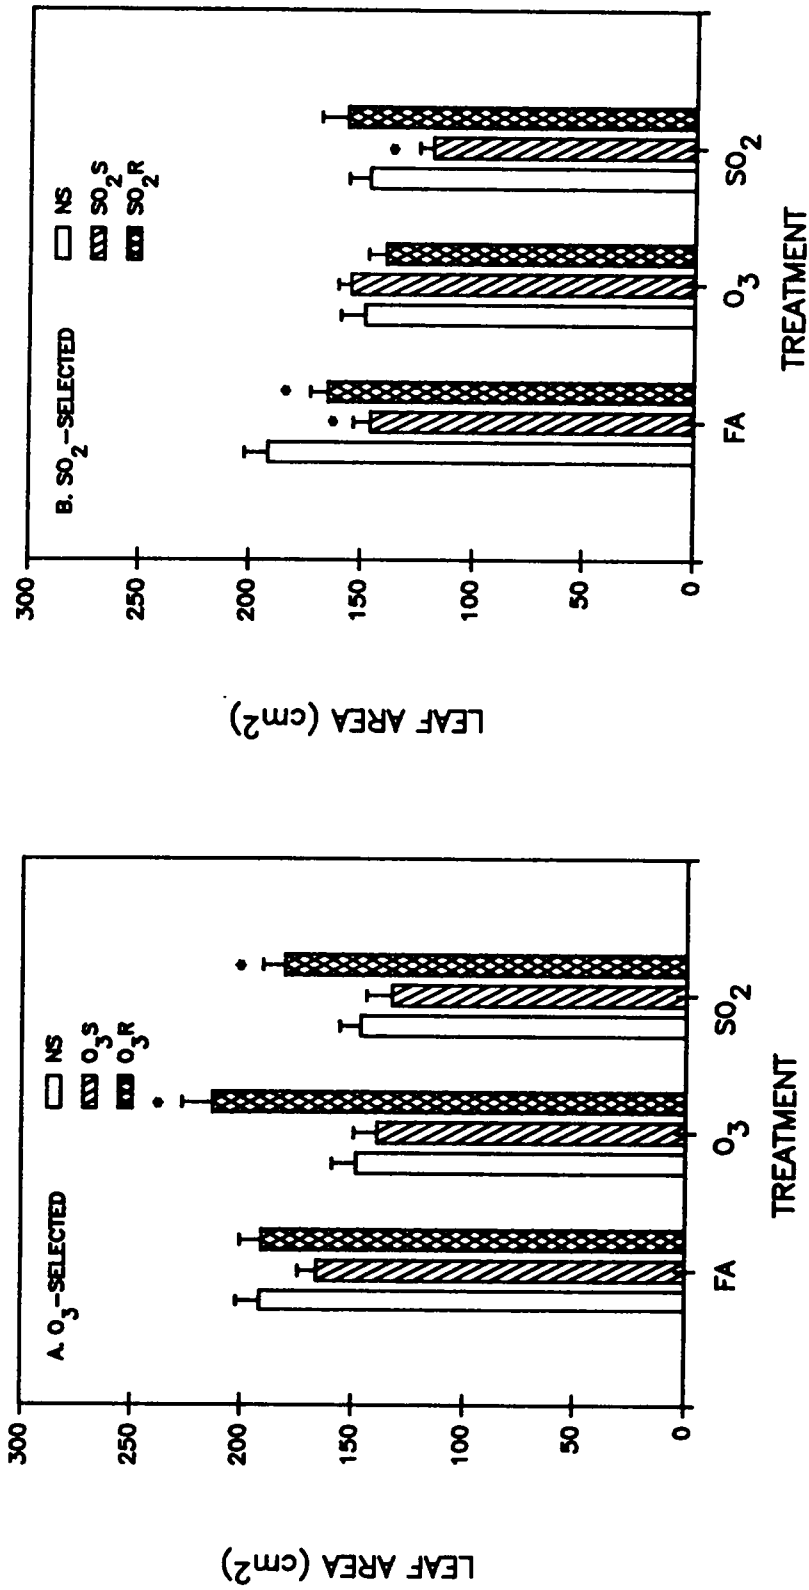 A. O₃-SELECTED
NS
O₃S
O₃R
300
250
200
150
100
50
0
LEAF AREA (cm²)
FA
O₃
SO₂
TREATMENT
B. SO₂-SELECTED
NS
SO₂S
SO₂R
300
250
200
150
100
50
0
LEAF AREA (cm²)
FA
O₃
SO₂
TREATMENT